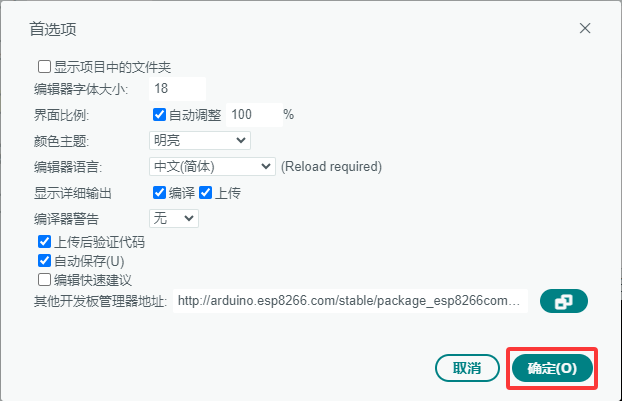 首选项
显示项目中的文件夹
编辑器字体大小: 18
界面比例: 自动调整 100 %
颜色主题: 明亮
编辑器语言: 中文(简体) (Reload required)
显示详细输出 编译 上传
编译器警告 无
上传后验证代码
自动保存(U)
编辑快速建议
其他开发板管理器地址: http://arduino.esp8266.com/stable/package_esp8266com…
取消 确定(O)